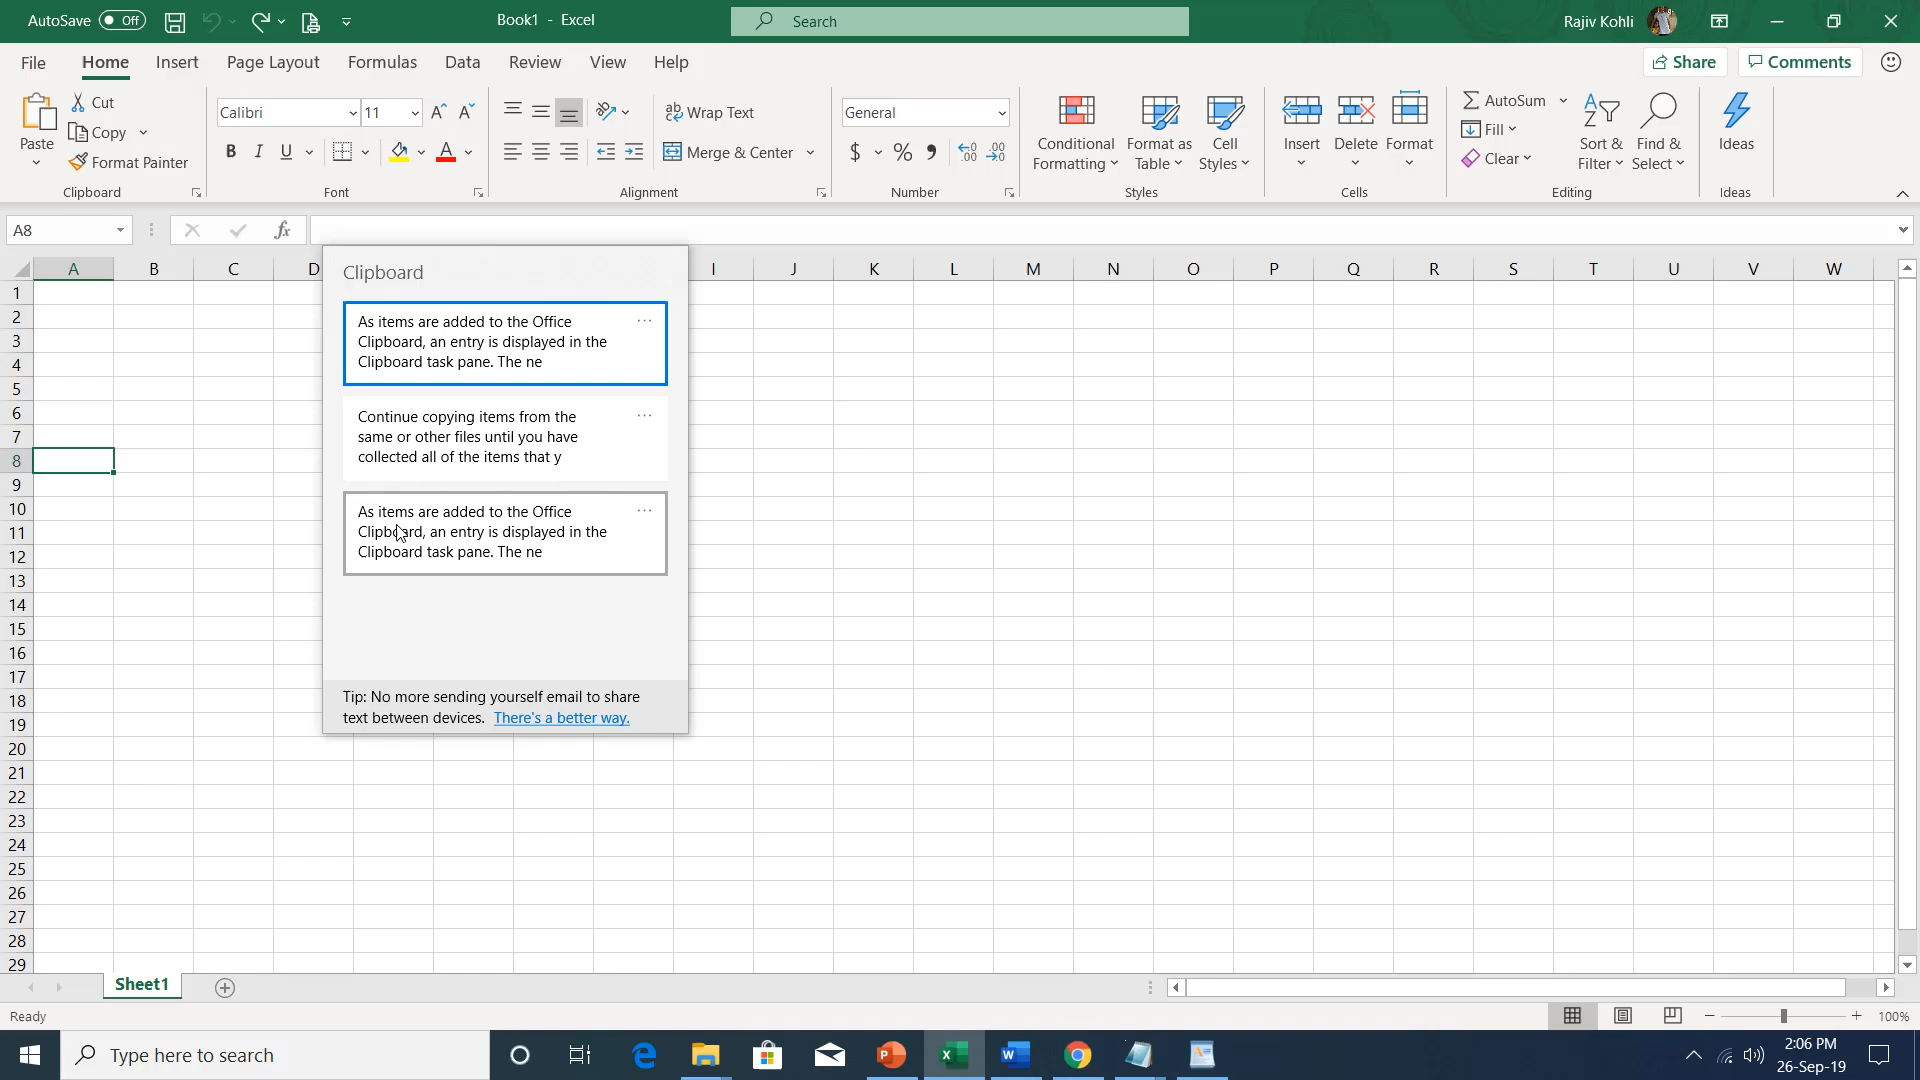 AutoSave Off
Book1 - Excel
Search
Rajiv Kohli
File Home Insert Page Layout Formulas Data Review View Help
Share Comments
Paste
Cut
Copy
Format Painter
Clipboard
Calibri 11
B I U A
Font
Wrap Text
Merge & Center
Alignment
General
$ % ,
Number
Conditional
Formatting
Format as
Table
Cell
Styles
Styles
Insert Delete Format
Cells
AutoSum
Fill
Clear
Sort &
Filter
Find &
Select
Editing
Ideas
Ideas
A8
fx
A B C D I J K L M N O P Q R S T U V W
1
2
3
4
5
6
7
8
9
10
11
12
13
14
15
16
17
18
19
20
21
22
23
24
25
26
27
28
29
Clipboard
As items are added to the Office
Clipboard, an entry is displayed in the
Clipboard task pane. The ne
Continue copying items from the
same or other files until you have
collected all of the items that y
As items are added to the Office
Clipboard, an entry is displayed in the
Clipboard task pane. The ne
Tip: No more sending yourself email to share
text between devices. There's a better way.
Sheet1
Ready
100%
Type here to search
2:06 PM
26-Sep-19